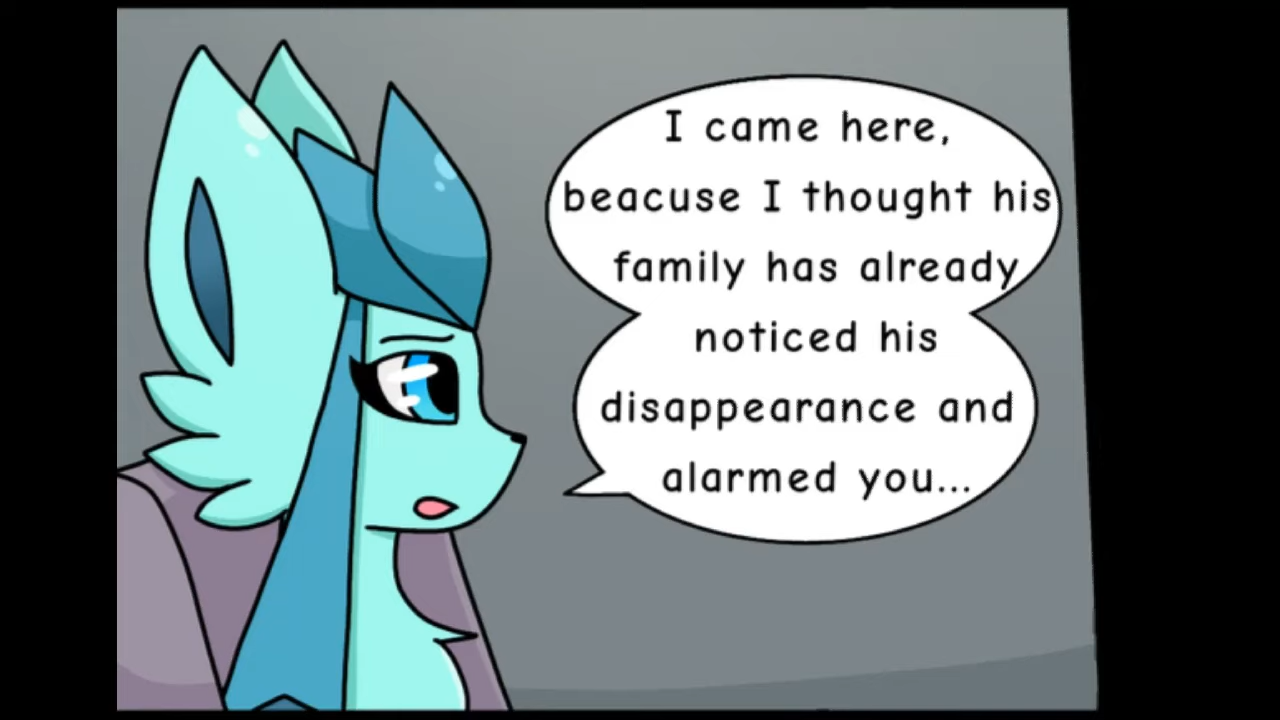 I came here,
beacuse I thought his
family has already
noticed his
disappearance and
alarmed you...